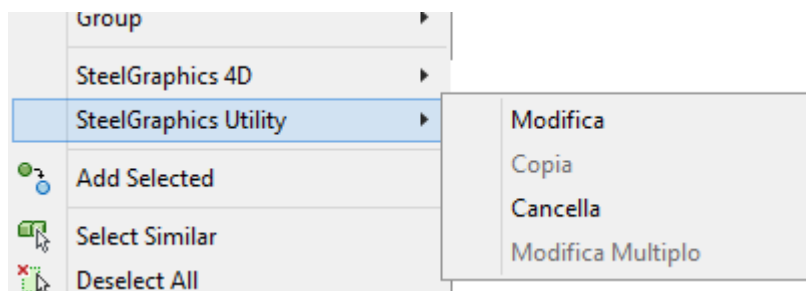 Group
SteelGraphics 4D
SteelGraphics Utility
Add Selected
Select Similar
Deselect All
Modifica
Copia
Cancella
Modifica Multiplo